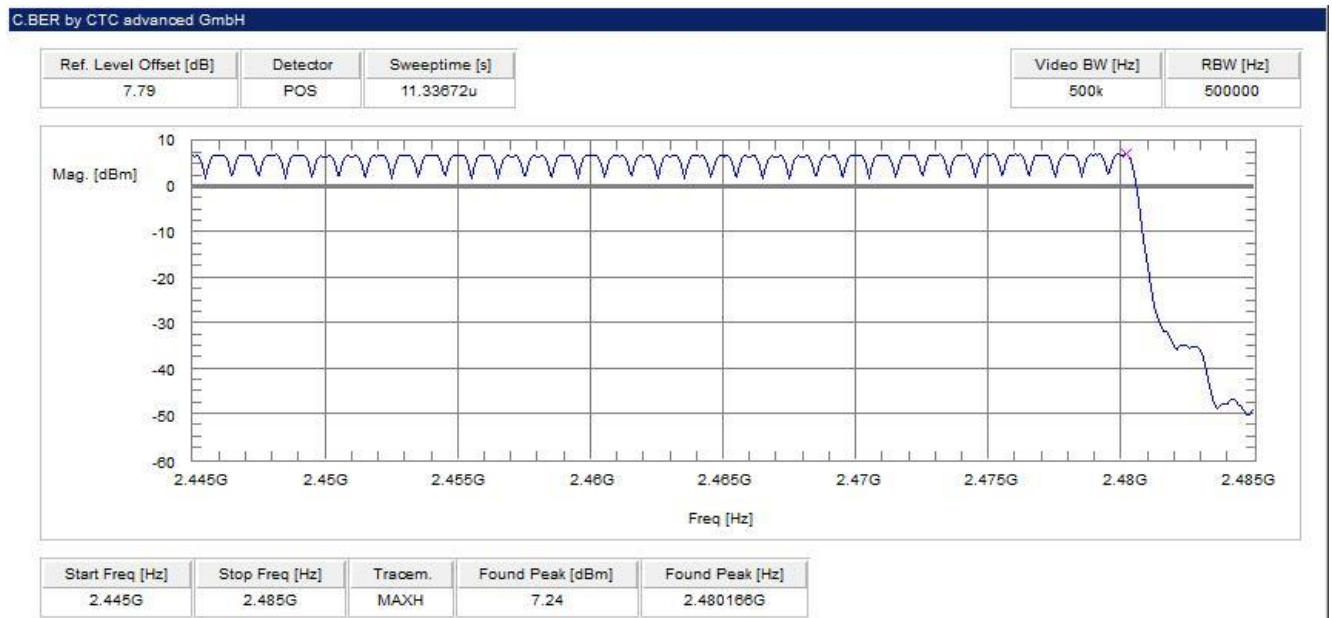 C.BER by CTC advanced GmbH
Ref. Level Offset [dB] Detector Sweeptime [s] Video BW [Hz] RBW [Hz]
7.79 POS 11.33672u 500k 500000
Mag. [dBm]
10
0
-10
-20
-30
-40
-50
-60
2.445G 2.45G 2.455G 2.46G 2.465G 2.47G 2.475G 2.48G 2.485G
Freq [Hz]
Start Freq [Hz] Stop Freq [Hz] Tracem. Found Peak [dBm] Found Peak [Hz]
2.445G 2.485G MAXH 7.24 2.480166G